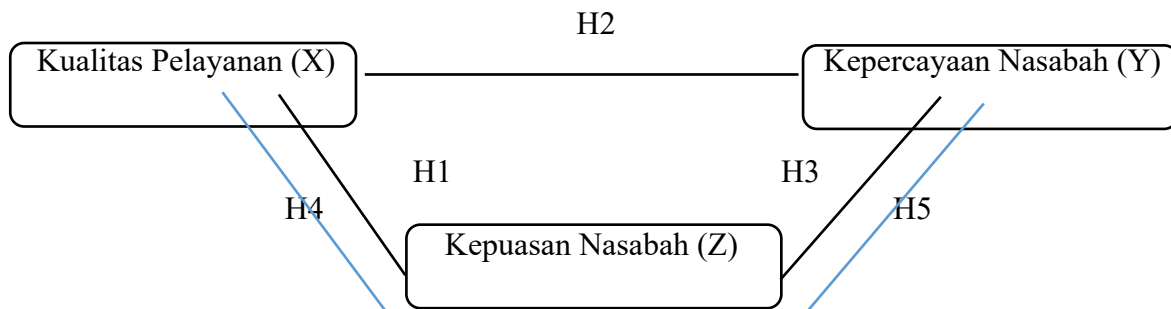 H2
Kualitas Pelayanan (X)
Kepercayaan Nasabah (Y)
H1
H3
H4
H5
Kepuasan Nasabah (Z)